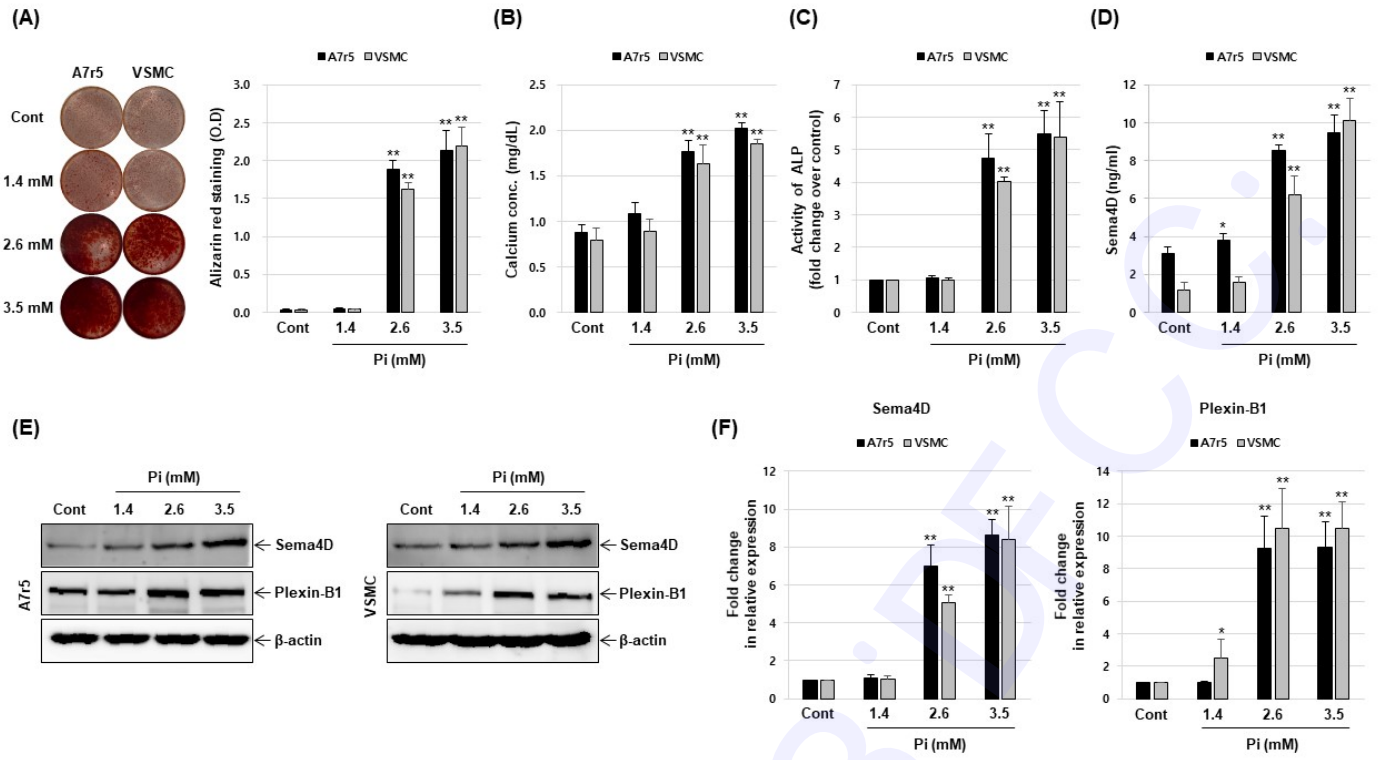 (A)
A7r5 VSMC
Cont
1.4 mM
2.6 mM
3.5 mM
A7r5 VSMC
Alizarin red staining (O.D)
3.0
2.5
2.0
1.5
1.0
0.5
0.0
** ** ** **
Cont 1.4 2.6 3.5
Pi (mM)
(B)
A7r5 VSMC
Calcium conc. (mg/dL)
2.5
2.0
1.5
1.0
0.5
0.0
** ** ** **
Cont 1.4 2.6 3.5
Pi (mM)
(C)
A7r5 VSMC
Activity of ALP
(fold change over control)
7
6
5
4
3
2
1
0
** ** ** **
Cont 1.4 2.6 3.5
Pi (mM)
(D)
A7r5 VSMC
Sema4D (ng/ml)
12
10
8
6
4
2
0
* ** ** ** **
Cont 1.4 2.6 3.5
Pi (mM)
(E)
Pi (mM)
Cont 1.4 2.6 3.5
A7r5
Sema4D
Plexin-B1
β-actin
Pi (mM)
Cont 1.4 2.6 3.5
VSMC
Sema4D
Plexin-B1
β-actin
(F)
Sema4D
A7r5 VSMC
Fold change
in relative expression
12
10
8
6
4
2
0
** ** ** **
Cont 1.4 2.6 3.5
Pi (mM)
Plexin-B1
A7r5 VSMC
Fold change
in relative expression
14
12
10
8
6
4
2
0
* ** ** ** **
Cont 1.4 2.6 3.5
Pi (mM)